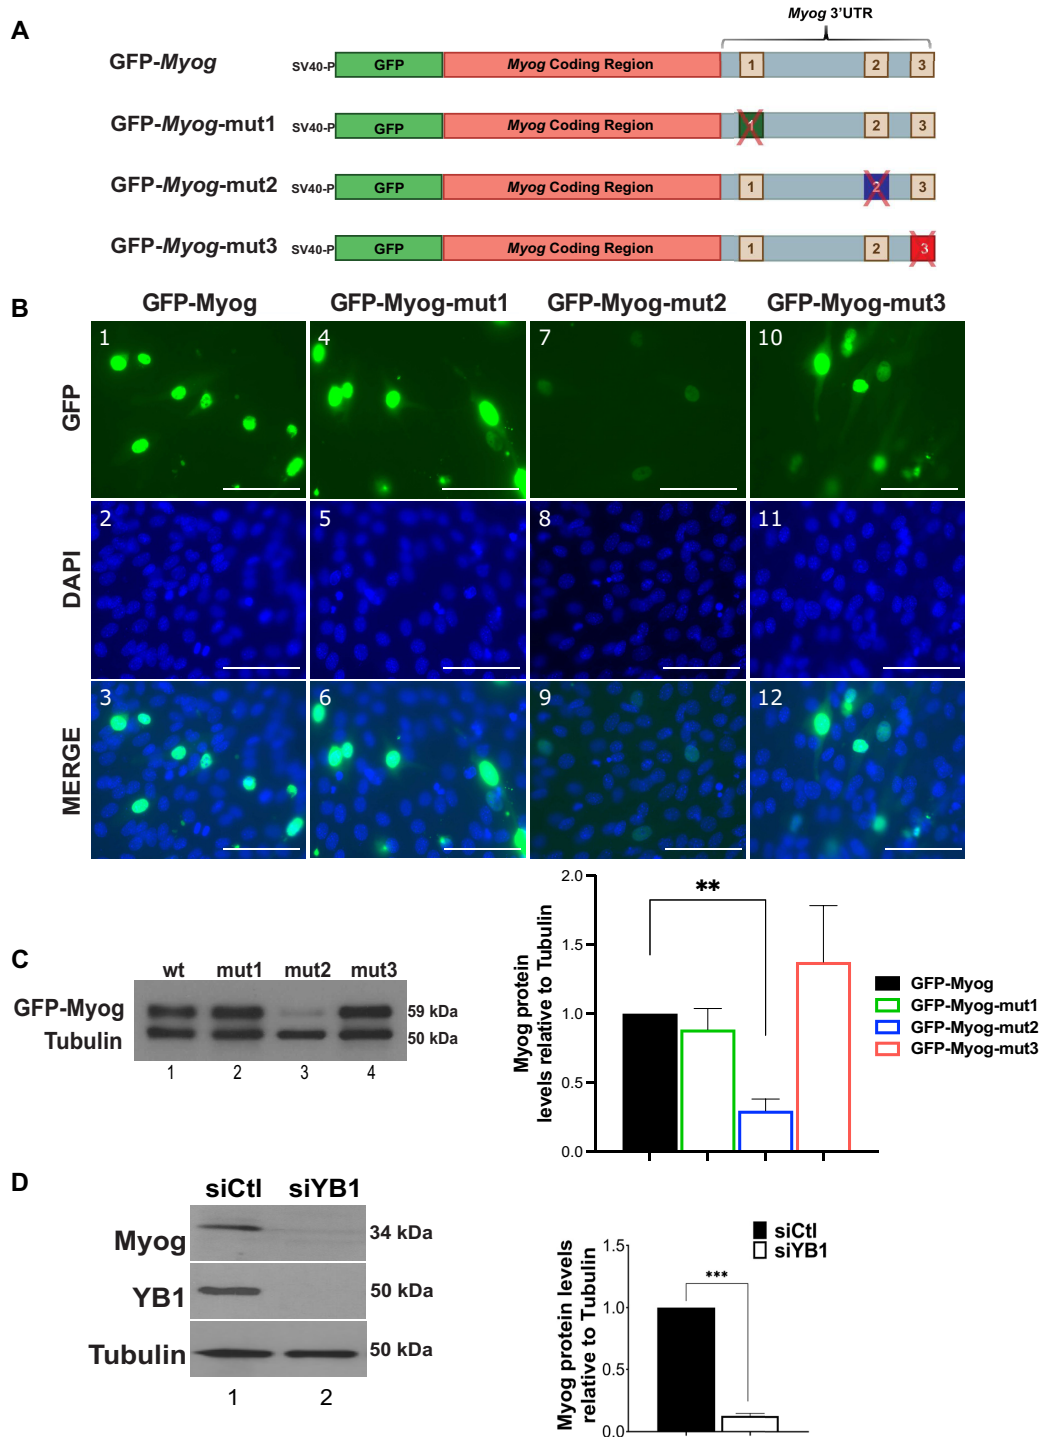 A
Myog 3'UTR
GFP-Myog SV40-P GFP Myog Coding Region 1 2 3
GFP-Myog-mut1 SV40-P GFP Myog Coding Region 1 2 3
GFP-Myog-mut2 SV40-P GFP Myog Coding Region 1 2 3
GFP-Myog-mut3 SV40-P GFP Myog Coding Region 1 2 3
B
GFP-Myog GFP-Myog-mut1 GFP-Myog-mut2 GFP-Myog-mut3
GFP 1 4 7 10
DAPI 2 5 8 11
MERGE 3 6 9 12
C
wt mut1 mut2 mut3
GFP-Myog 59 kDa
Tubulin 50 kDa
1 2 3 4
Myog protein
levels relative to Tubulin
2.0
1.5
1.0
0.5
0.0
**
GFP-Myog
GFP-Myog-mut1
GFP-Myog-mut2
GFP-Myog-mut3
D
siCtl siYB1
Myog 34 kDa
YB1 50 kDa
Tubulin 50 kDa
1 2
Myog protein levels
relative to Tubulin
1.5
1.0
0.5
0.0
***
siCtl
siYB1